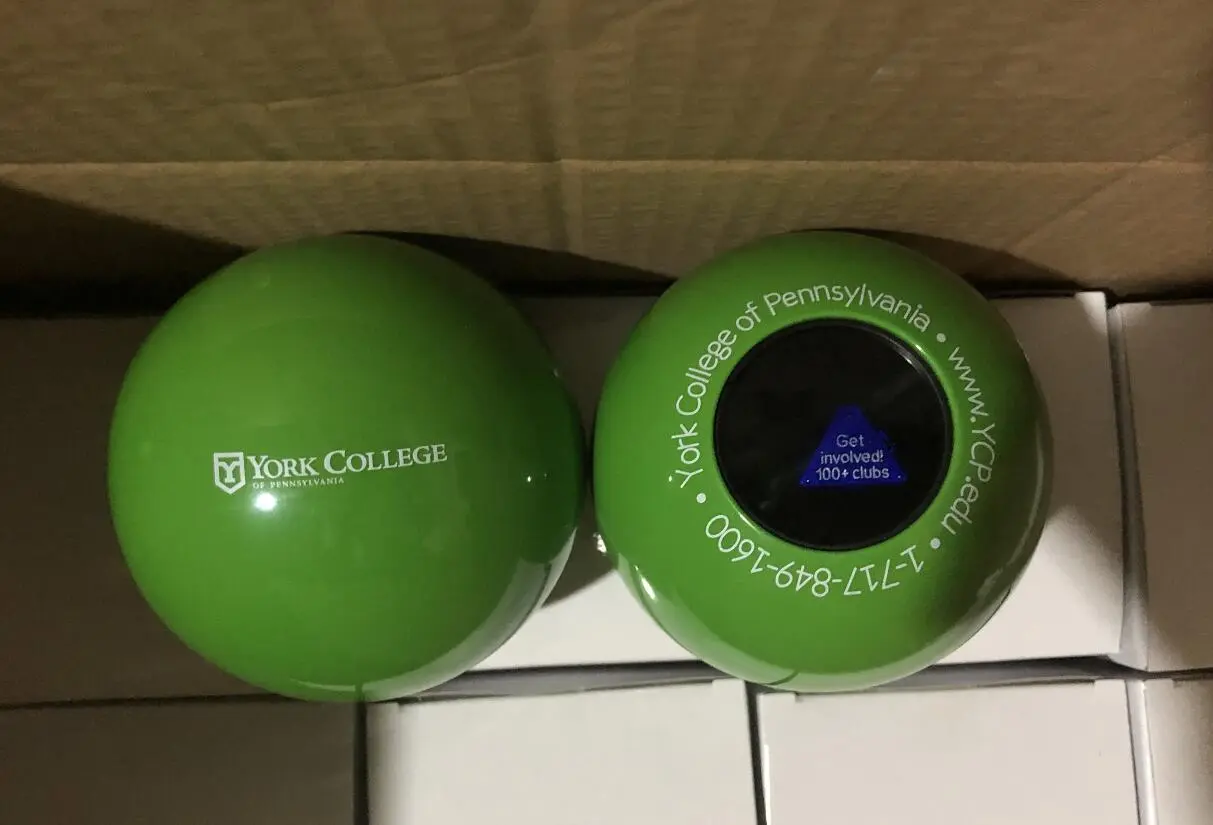 Y
YORK COLLEGE
OF PENNSYLVANIA
York College of Pennsylvania • www.YCP.edu • 1-717-849-1600 •
Get
involved!
100+ clubs